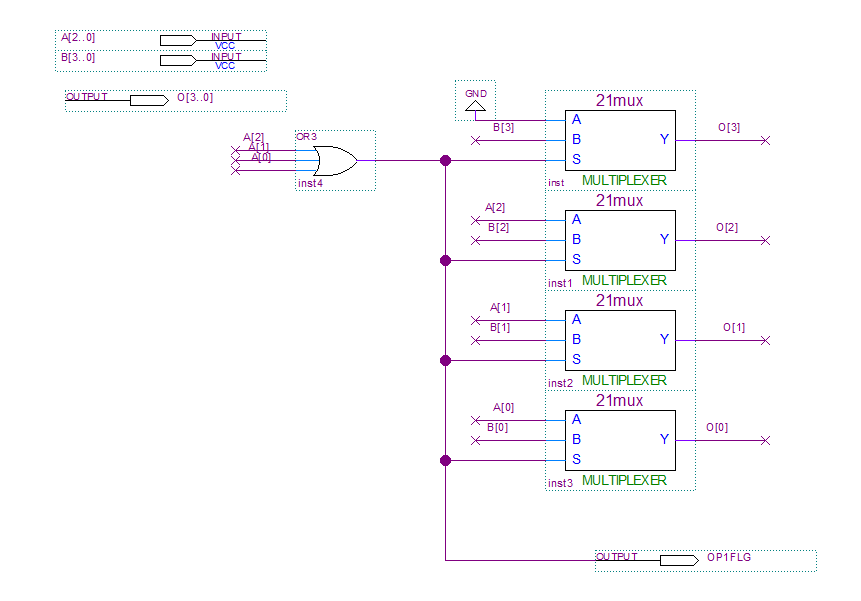 A[2..0] INPUT
VCC
B[3..0] INPUT
VCC
OUTPUT O[3..0]
GND
21mux
A
B[3] B Y O[3]
S
inst MULTIPLEXER
A[2] OR3
A[1]
A[0]
inst4
21mux
A[2] A
B[2] B Y O[2]
S
inst1 MULTIPLEXER
21mux
A[1] A
B[1] B Y O[1]
S
inst2 MULTIPLEXER
21mux
A[0] A
B[0] B Y O[0]
S
inst3 MULTIPLEXER
OUTPUT OP1FLG